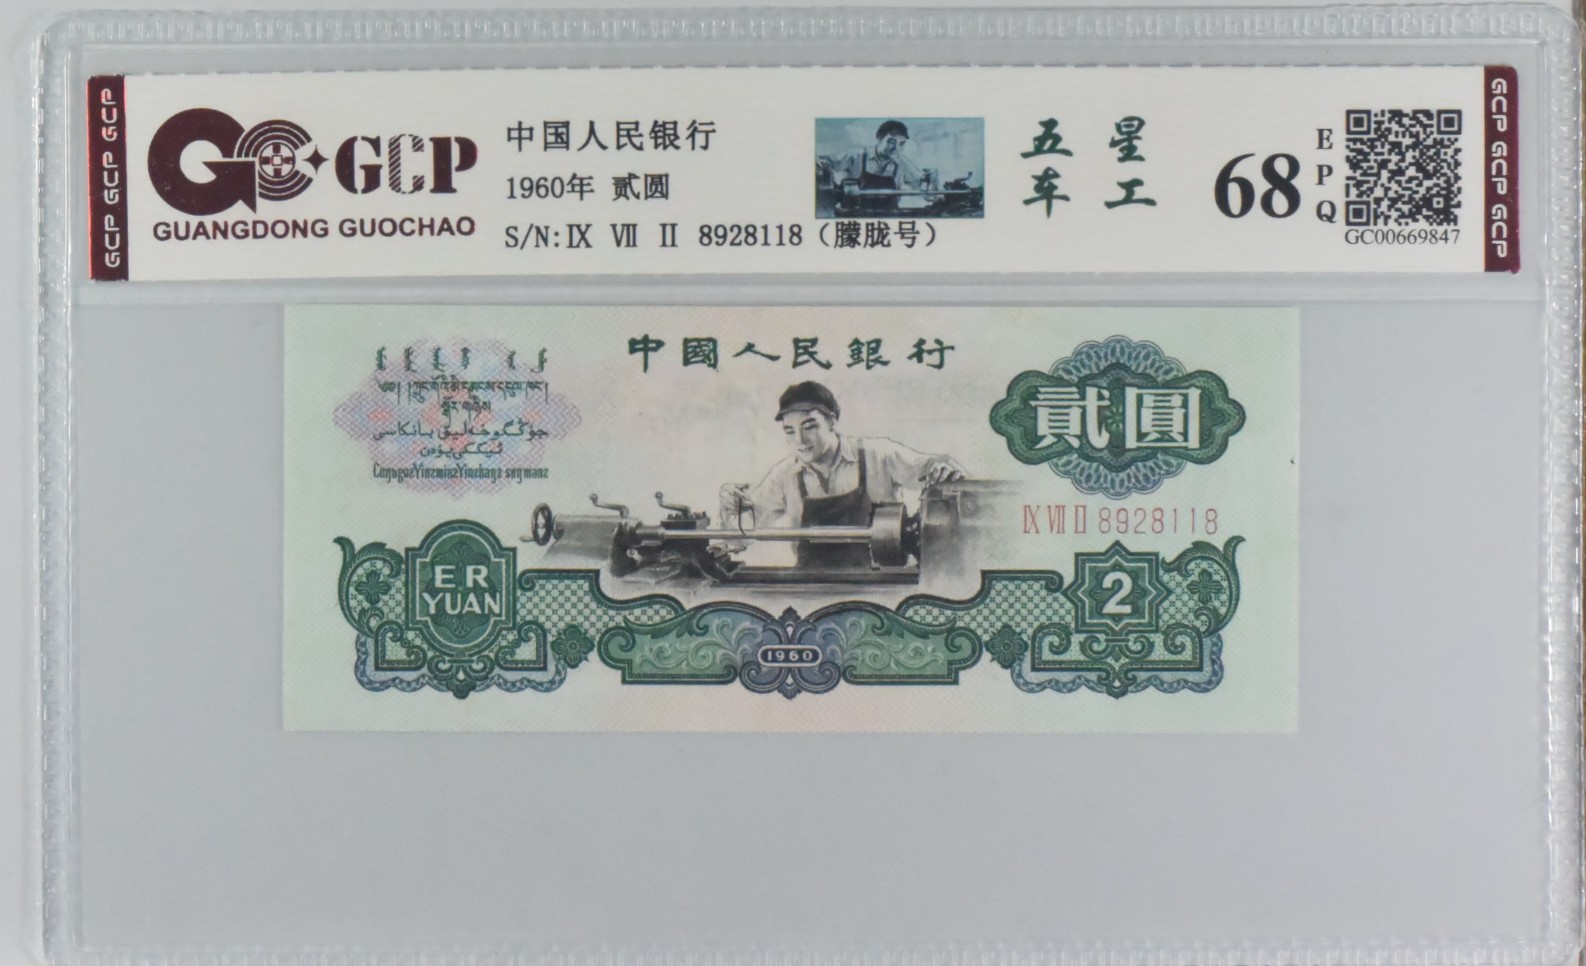 GCP GCP GCP
GCP
GUANGDONG GUOCHAO
中国人民银行
1960年 贰圆
S/N:Ⅸ Ⅶ Ⅱ 8928118（朦胧号）
五 星
车 工
68
EPQ
GC00669847
GCP GCP GCP
中國人民銀行
貳圓
Ⅸ Ⅶ Ⅱ 8928118
ER
YUAN
1960
2